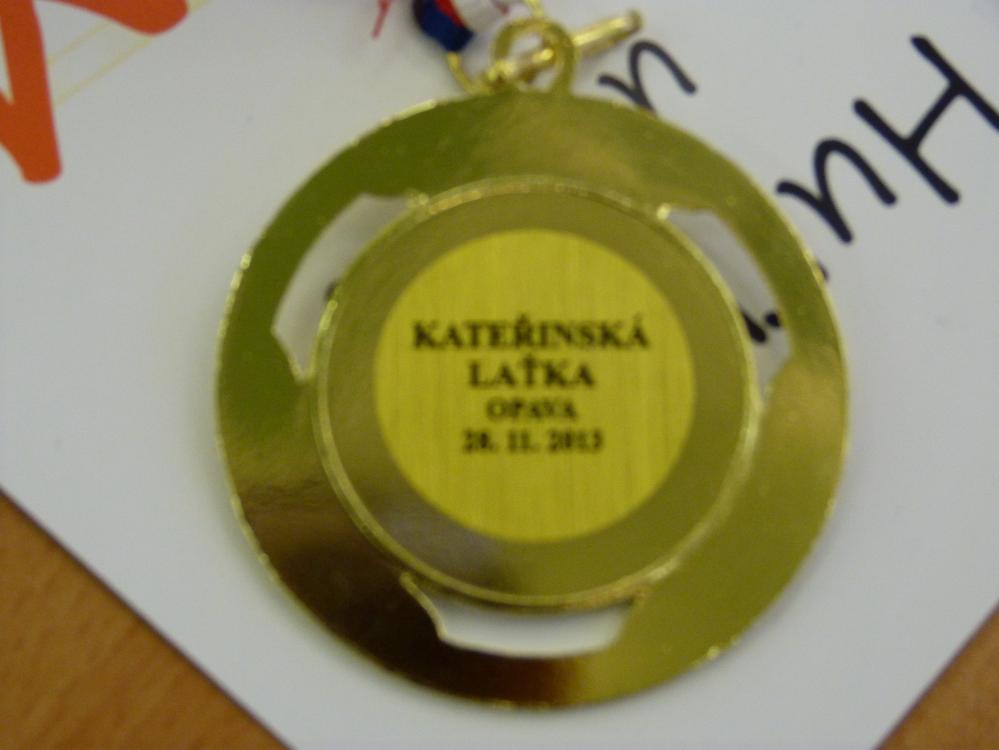 KATEŘINSKÁ
LAŤKA
OPAVA
28. 11. 2013